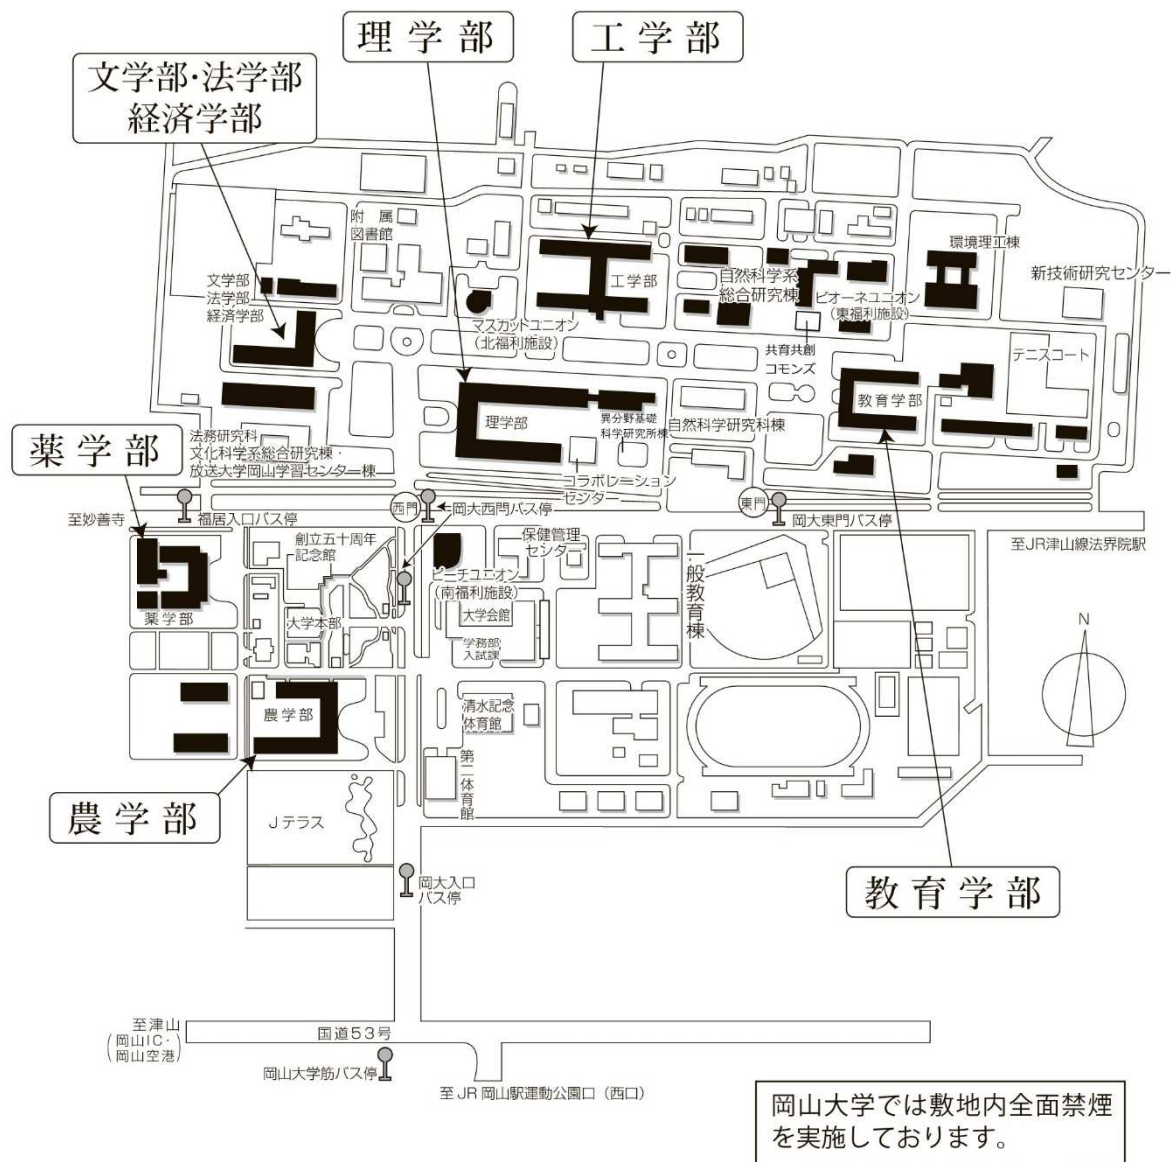 理学部
工学部
文学部・法学部
経済学部
附属
図書館
環境理工棟
新技術研究センター
文学部
法学部
経済学部
工学部
自然科学系
総合研究棟
ピオーネユニオン
(東福利施設)
マスカットユニオン
(北福利施設)
共育共創
コモンズ
テニスコート
教育学部
理学部
異分野基礎
科学研究所棟
自然科学研究科棟
薬学部
法務研究科
文化科学系総合研究棟・
放送大学岡山学習センター棟
コラボレーション
センター
西門
岡大西門バス停
東門
岡大東門バス停
至妙善寺
福居入口バス停
至JR津山線法界院駅
創立五十周年
記念館
保健管理
センター
ピーチユニオン
(南福利施設)
一般教育棟
大学会館
薬学部
大学本部
学務部
入試課
N
農学部
清水記念
体育館
第二体育館
農学部
Jテラス
岡大入口
バス停
教育学部
至津山
(岡山IC・
岡山空港)
国道53号
岡山大学筋バス停
至JR岡山駅運動公園口(西口)
岡山大学では敷地内全面禁煙
を実施しております。